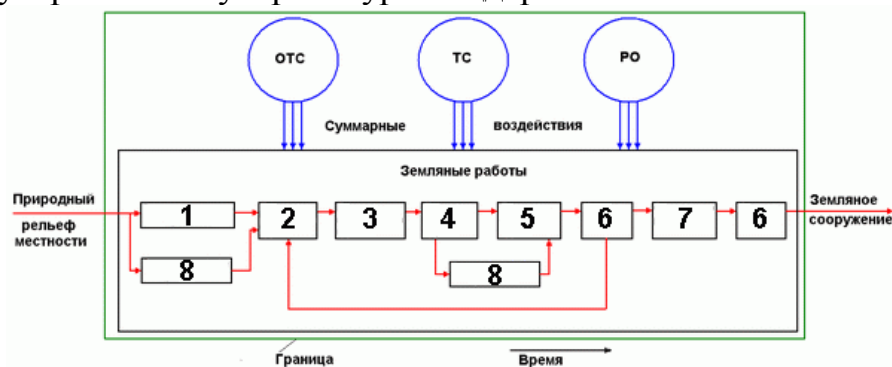 ОТС
ТС
РО
Суммарные
воздействия
Земляные работы
Природный
рельеф
местности
1
2
3
4
5
6
7
6
8
8
Земляное
сооружение
Граница
Время